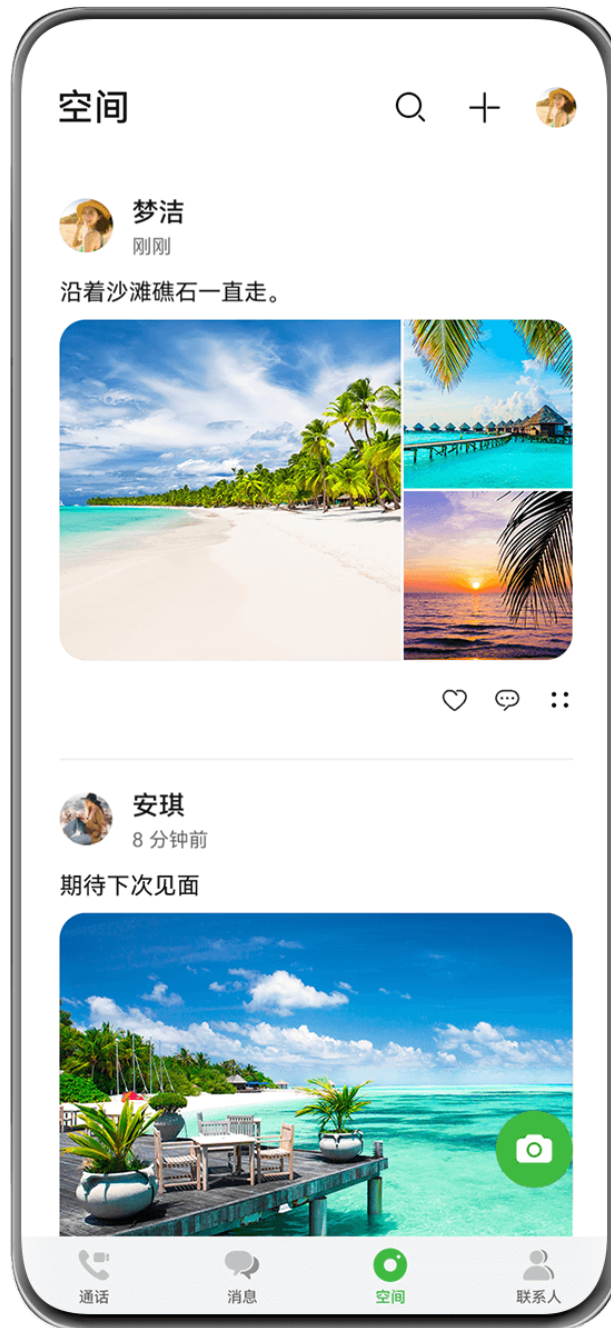 空间
梦洁
刚刚
沿着沙滩礁石一直走。
安琪
8 分钟前
期待下次见面
通话
消息
空间
联系人